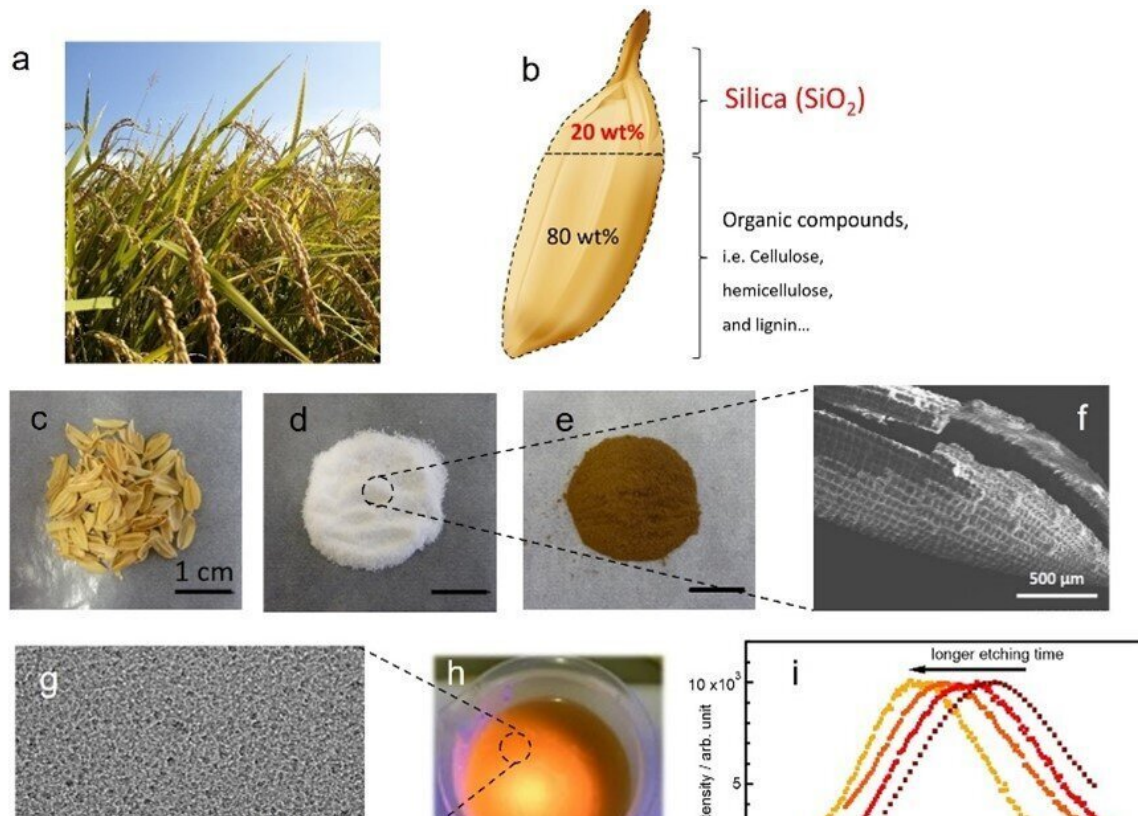 a
b
20 wt%
Silica (SiO₂)
80 wt%
Organic compounds,
i.e. Cellulose,
hemicellulose,
and lignin...
c
1 cm
d
e
f
500 μm
g
h
i
longer etching time
10 x10³
5
/ arb. unit